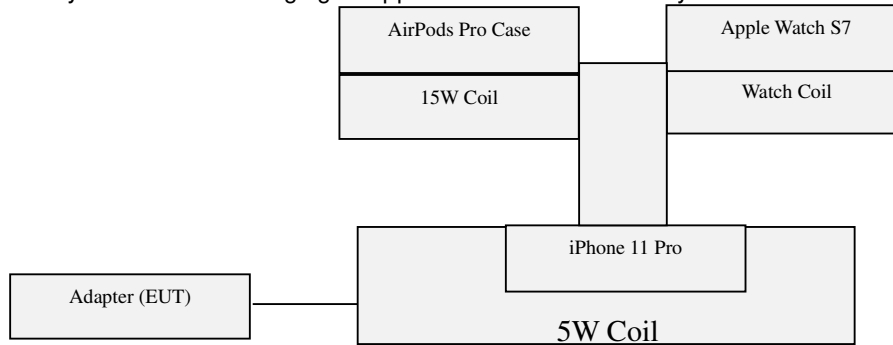 AirPods Pro Case
Apple Watch S7
15W Coil
Watch Coil
iPhone 11 Pro
Adapter (EUT)
5W Coil